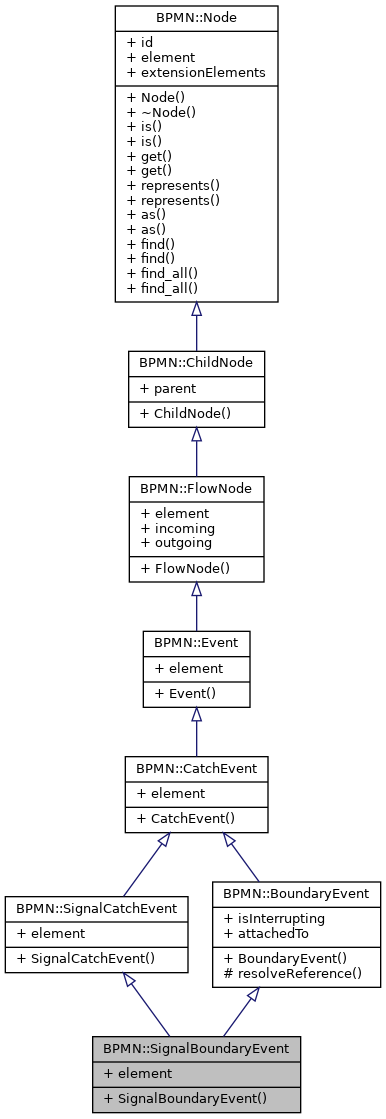 BPMN::Node
+ id
+ element
+ extensionElements
+ Node()
+ ~Node()
+ is()
+ is()
+ get()
+ get()
+ represents()
+ represents()
+ as()
+ as()
+ find()
+ find()
+ find_all()
+ find_all()
BPMN::ChildNode
+ parent
+ ChildNode()
BPMN::FlowNode
+ element
+ incoming
+ outgoing
+ FlowNode()
BPMN::Event
+ element
+ Event()
BPMN::CatchEvent
+ element
+ CatchEvent()
BPMN::SignalCatchEvent
+ element
+ SignalCatchEvent()
BPMN::BoundaryEvent
+ isInterrupting
+ attachedTo
+ BoundaryEvent()
# resolveReference()
BPMN::SignalBoundaryEvent
+ element
+ SignalBoundaryEvent()